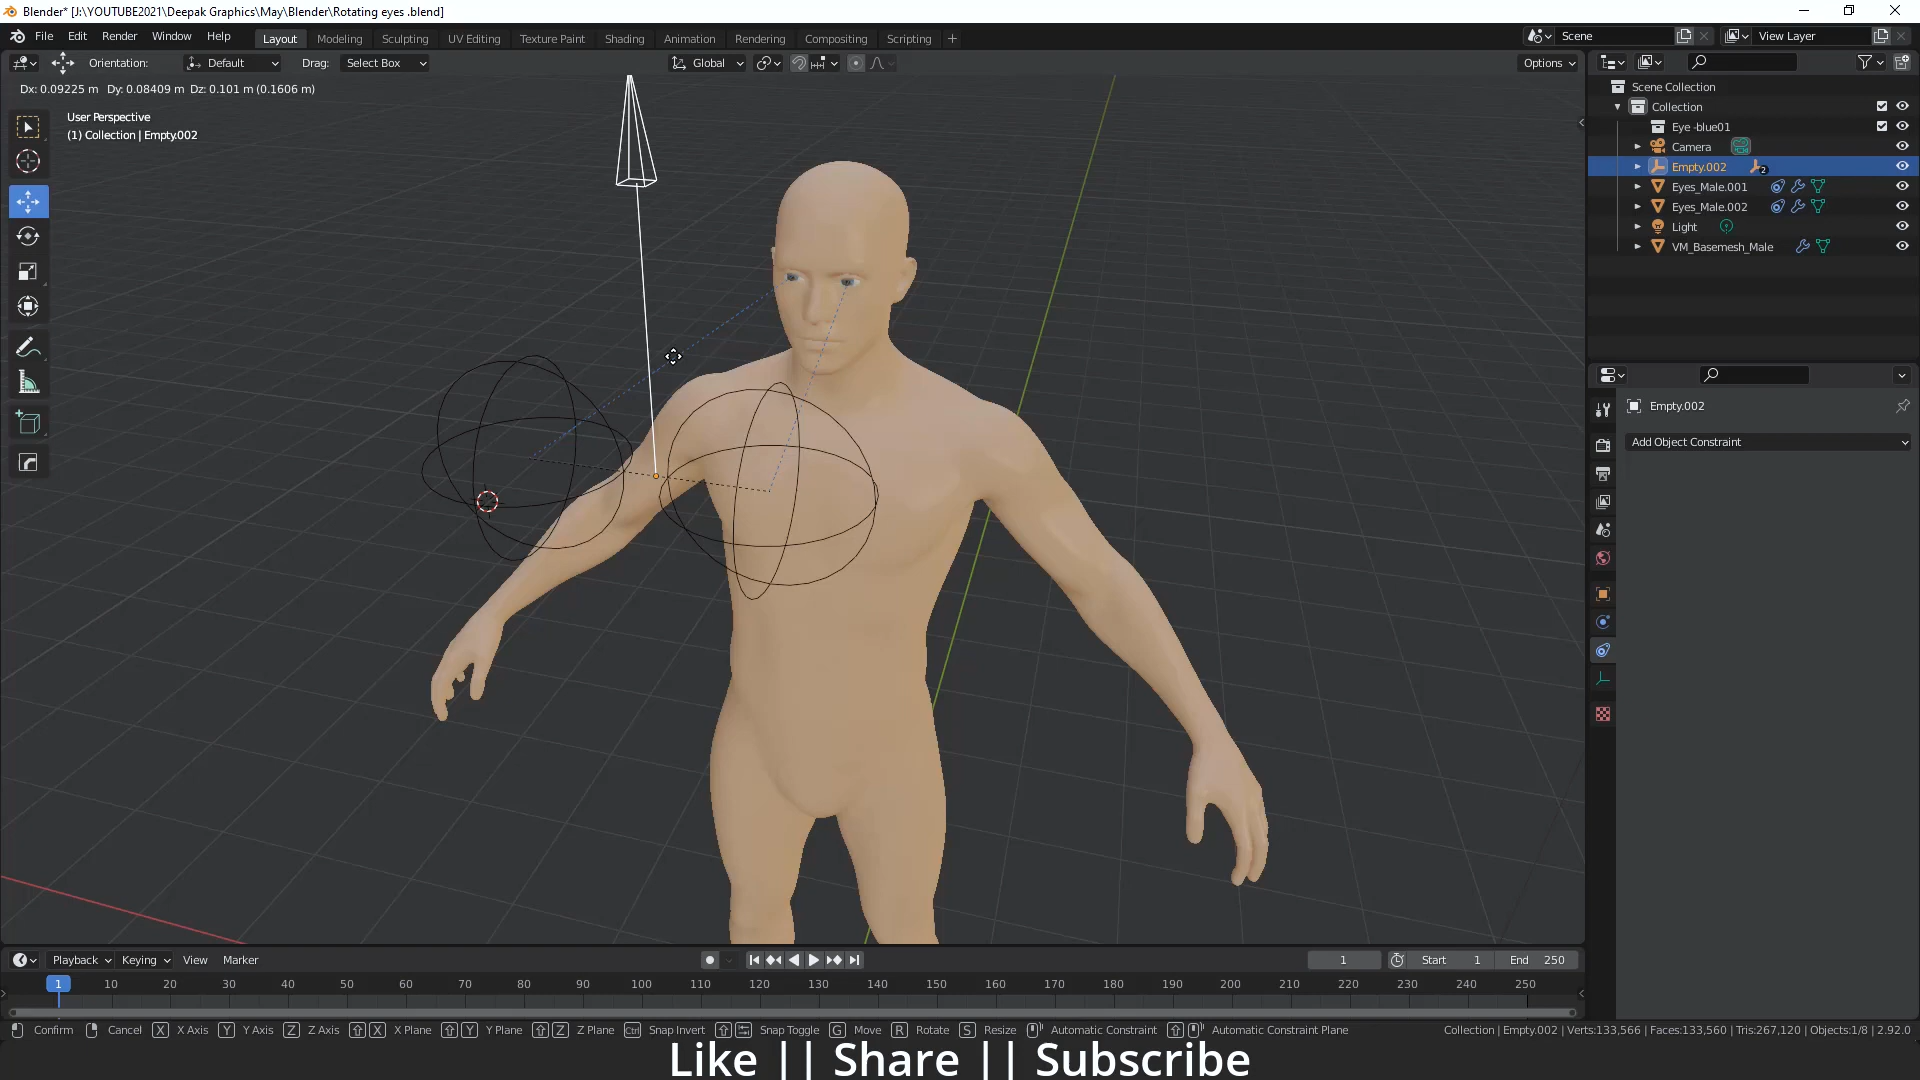 Blender* [J:\YOUTUBE2021\Deepak Graphics\May\Blender\Rotating eyes .blend]
File Edit Render Window Help Layout Modeling Sculpting UV Editing Texture Paint Shading Animation Rendering Compositing Scripting + Scene View Layer
Orientation: Default Drag: Select Box Global Options
Dx: 0.09225 m Dy: 0.08409 m Dz: 0.101 m (0.1606 m)
User Perspective
(1) Collection | Empty.002
Scene Collection
Collection
Eye -blue01
Camera
Empty.002 2
Eyes_Male.001
Eyes_Male.002
Light
VM_Basemesh_Male
Empty.002
Add Object Constraint
Playback Keying View Marker 1 Start 1 End 250
1 10 20 30 40 50 60 70 80 90 100 110 120 130 140 150 160 170 180 190 200 210 220 230 240 250
Confirm Cancel X X Axis Y Y Axis Z Z Axis X X Plane Y Y Plane Z Z Plane Ctrl Snap Invert Snap Toggle G Move R Rotate S Resize Automatic Constraint Automatic Constraint Plane Collection | Empty.002 | Verts:133,566 | Faces:133,560 | Tris:267,120 | Objects:1/8 | 2.92.0
Like || Share || Subscribe